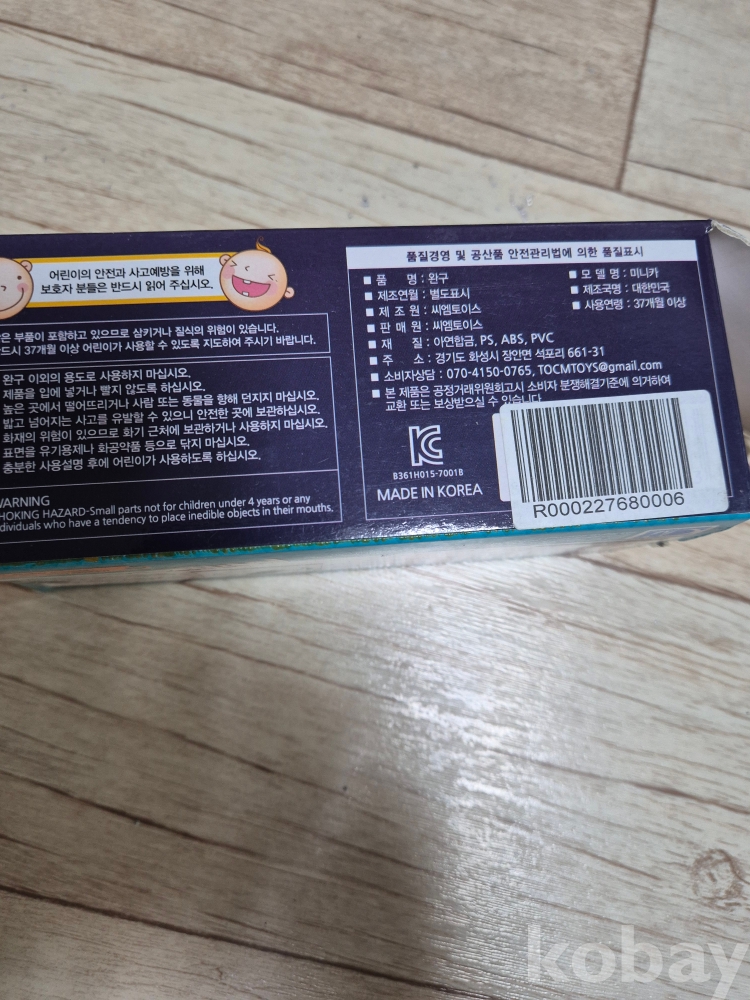 어린이의 안전과 사고예방을 위해
보호자 분들은 반드시 읽어 주십시오.
은 부품이 포함하고 있으므로 삼키거나 질식의 위험이 있습니다.
드시 37개월 이상 어린이가 사용할 수 있도록 지도하여 주시기 바랍니다.
완구 이외의 용도로 사용하지 마십시오.
제품을 입에 넣거나 빨지 않도록 하십시오.
높은 곳에서 떨어뜨리거나 사람 또는 동물을 향해 던지지 마십시오.
밟고 넘어지는 사고를 유발할 수 있으니 안전한 곳에 보관하십시오.
화재의 위험이 있으므로 화기 근처에 보관하거나 사용하지 마십시오.
표면을 유기용제나 화공약품 등으로 닦지 마십시오.
충분한 사용설명 후에 어린이가 사용하도록 하십시오.
WARNING
HOKING HAZARD-Small parts not for children under 4 years or any
dividuals who have a tendency to place inedible objects in their mouths.
품질경영 및 공산품 안전관리법에 의한 품질표시
■ 품 명 : 완구 ■ 모 델 명 : 미니카
■ 제조연월 : 별도표시 ■ 제조국명 : 대한민국
■ 제 조 원 : 씨엠토이스 ■ 사용연령 : 37개월 이상
■ 판 매 원 : 씨엠토이스
■ 재 질 : 아연합금, PS, ABS, PVC
■ 주 소 : 경기도 화성시 장안면 석포리 661-31
■ 소비자상담 : 070-4150-0765, TOCMTOYS@gmail.com
■ 본 제품은 공정거래위원회고시 소비자 분쟁해결기준에 의거하여
교환 또는 보상받으실 수 있습니다.
B361H015-7001B
MADE IN KOREA
R000227680006
kobay